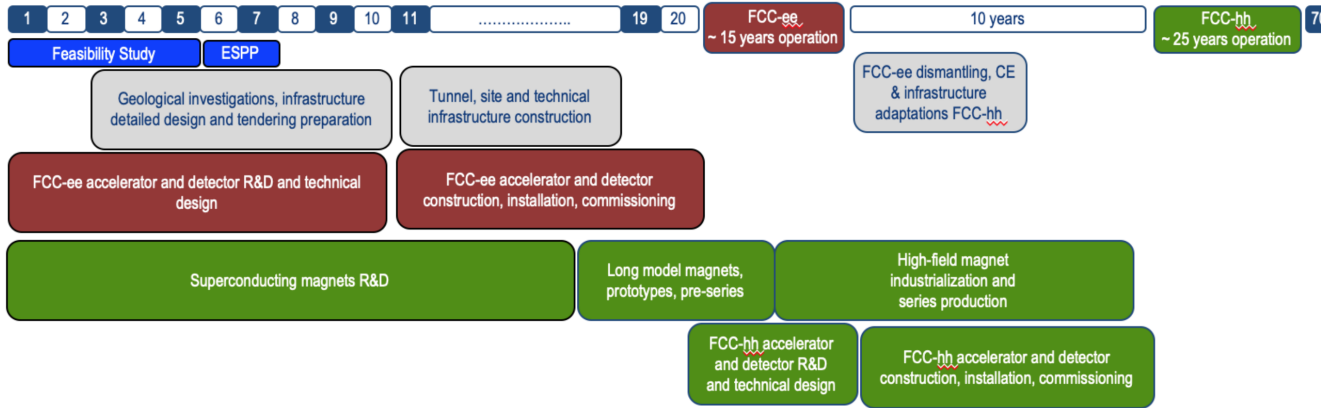 1 2 3 4 5 6 7 8 9 10 11 ..................... 19 20 FCC-ee 10 years FCC-hh 70
~ 15 years operation ~ 25 years operation
Feasibility Study ESPP
Geological investigations, infrastructure
detailed design and tendering preparation
Tunnel, site and technical
infrastructure construction
FCC-ee dismantling, CE
& infrastructure
adaptations FCC-hh
FCC-ee accelerator and detector R&D and technical
design
FCC-ee accelerator and detector
construction, installation, commissioning
Superconducting magnets R&D
Long model magnets,
prototypes, pre-series
High-field magnet
industrialization and
series production
FCC-hh accelerator
and detector R&D
and technical design
FCC-hh accelerator and detector
construction, installation, commissioning